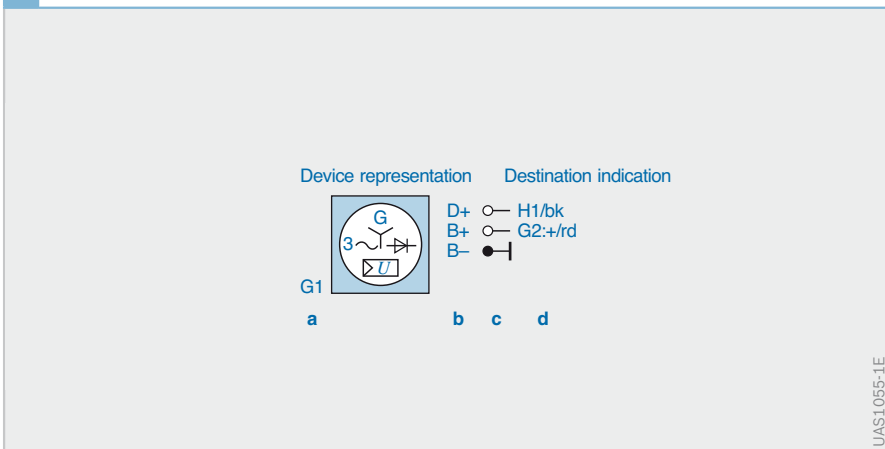 Device representation Destination indication
G
3
U
G1
D+ H1/bk
B+ G2:+/rd
B–
a b c d
UAS1055-1E